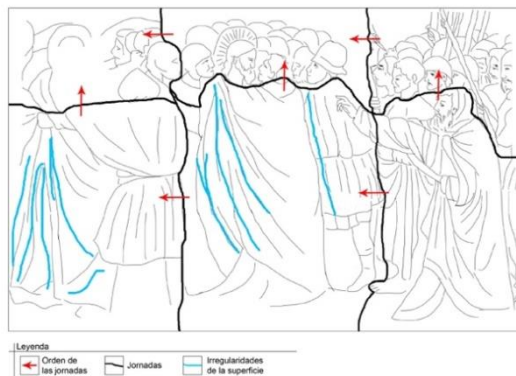 Leyenda
Orden de
las jornadas
Jornadas
Irregularidades
de la superficie